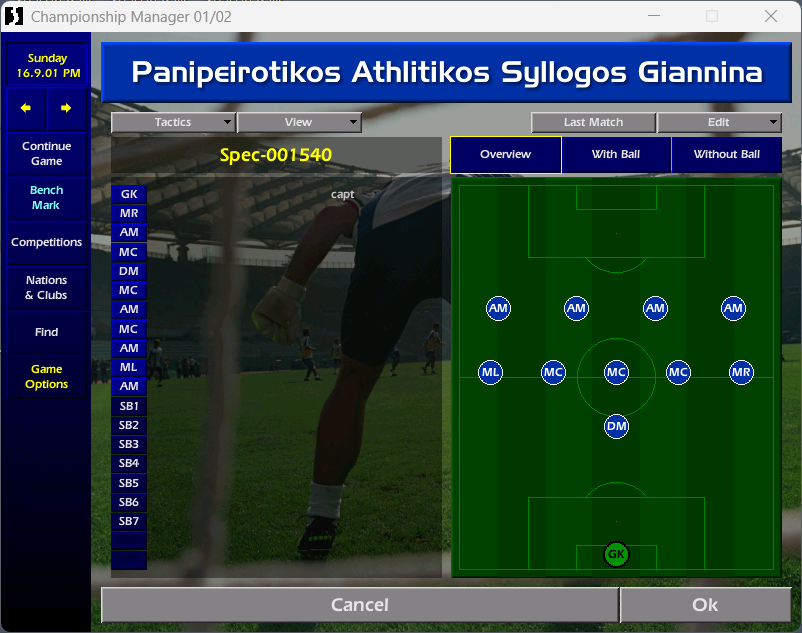 Championship Manager 01/02
Sunday
16.9.01 PM
Continue
Game
Bench
Mark
Competitions
Nations
& Clubs
Find
Game
Options
Panipeirotikos Athlitikos Syllogos Giannina
Tactics
View
Last Match
Edit
Spec-001540
Overview
With Ball
Without Ball
GK capt
MR
AM
MC
DM
MC
AM
MC
AM
ML
AM
SB1
SB2
SB3
SB4
SB5
SB6
SB7
AM AM AM AM
ML MC MC MC MR
DM
GK
Cancel
Ok